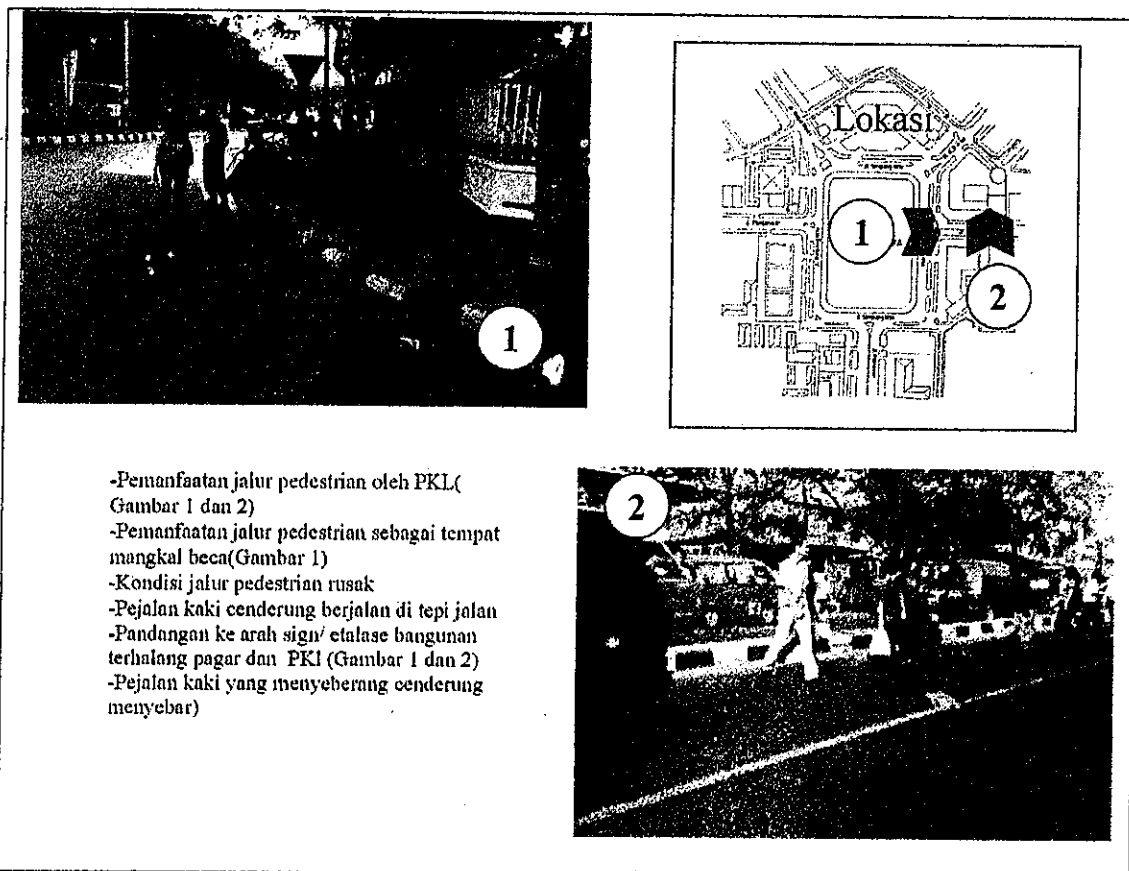 1
Lokasi
1
2
-Pemanfaatan jalur pedestrian oleh PKL(
Gambar 1 dan 2)
-Pemanfaatan jalur pedestrian sebagai tempat
mangkal beca(Gambar 1)
-Kondisi jalur pedestrian rusak
-Pejalan kaki cenderung berjalan di tepi jalan
-Pandangan ke arah sign/ etalase bangunan
terhalang pagar dan PKl (Gambar 1 dan 2)
-Pejalan kaki yang menyeberang cenderung
menyebar)
2